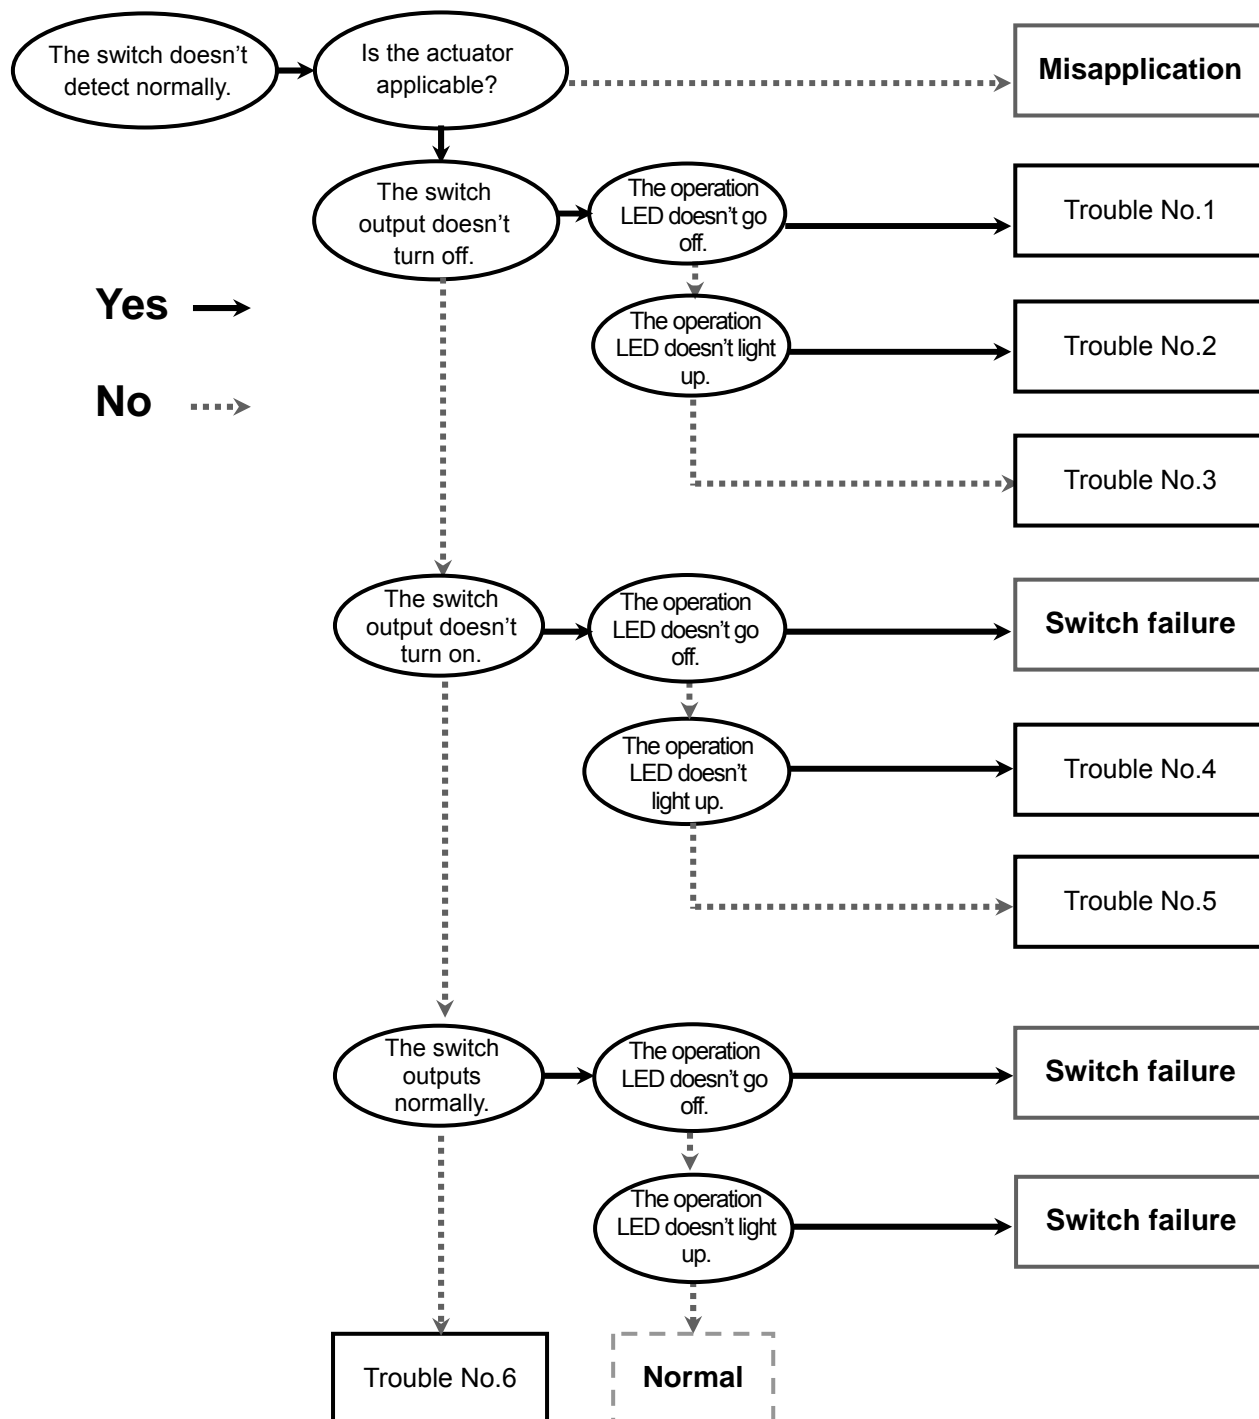 The switch doesn't
detect normally.
Is the actuator
applicable?
Misapplication
The switch
output doesn't
turn off.
The operation
LED doesn't go
off.
Trouble No.1
Yes
The operation
LED doesn't light
up.
Trouble No.2
No
Trouble No.3
The switch
output doesn't
turn on.
The operation
LED doesn't go
off.
Switch failure
The operation
LED doesn't
light up.
Trouble No.4
Trouble No.5
The switch
outputs
normally.
The operation
LED doesn't go
off.
Switch failure
The operation
LED doesn't light
up.
Switch failure
Trouble No.6
Normal